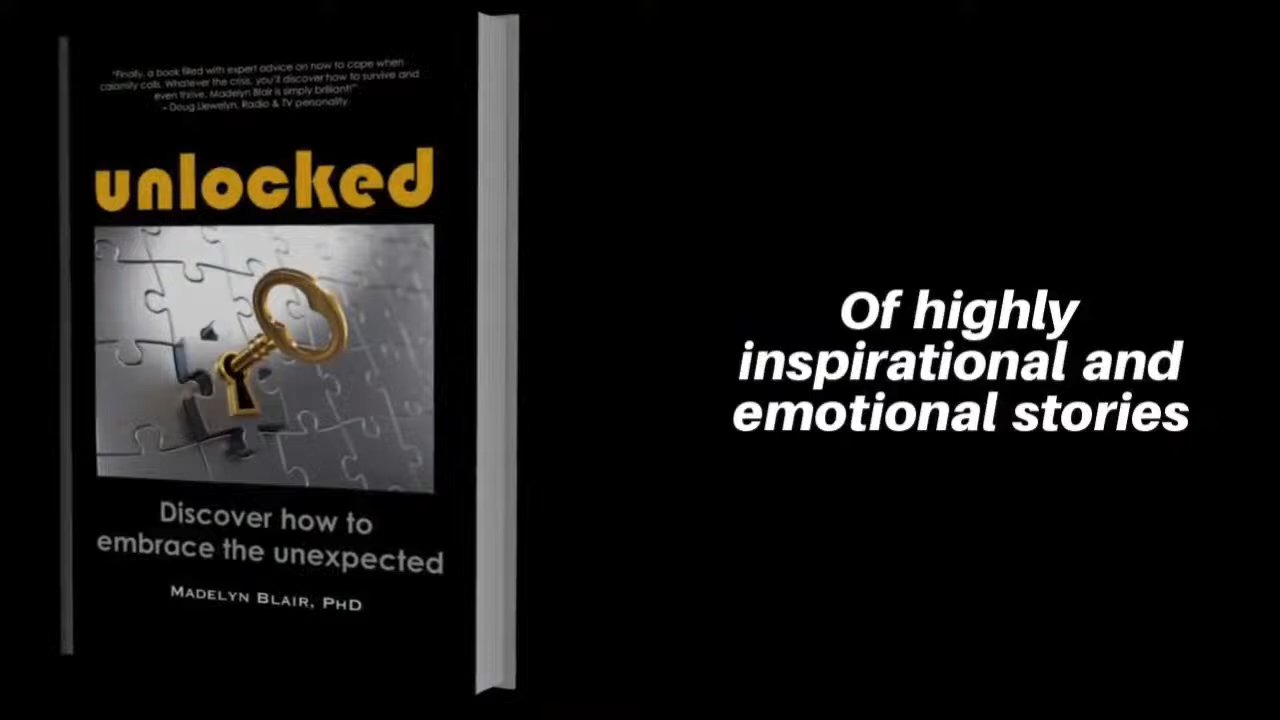 "Finally, a book filled with expert advice on how to cope when
calamity calls. Whatever the crisis, you'll discover how to survive and
even thrive. Madelyn Blair is simply brilliant!"
– Doug Llewelyn, Radio & TV personality
unlocked
Discover how to
embrace the unexpected
MADELYN BLAIR, PHD
Of highly
inspirational and
emotional stories